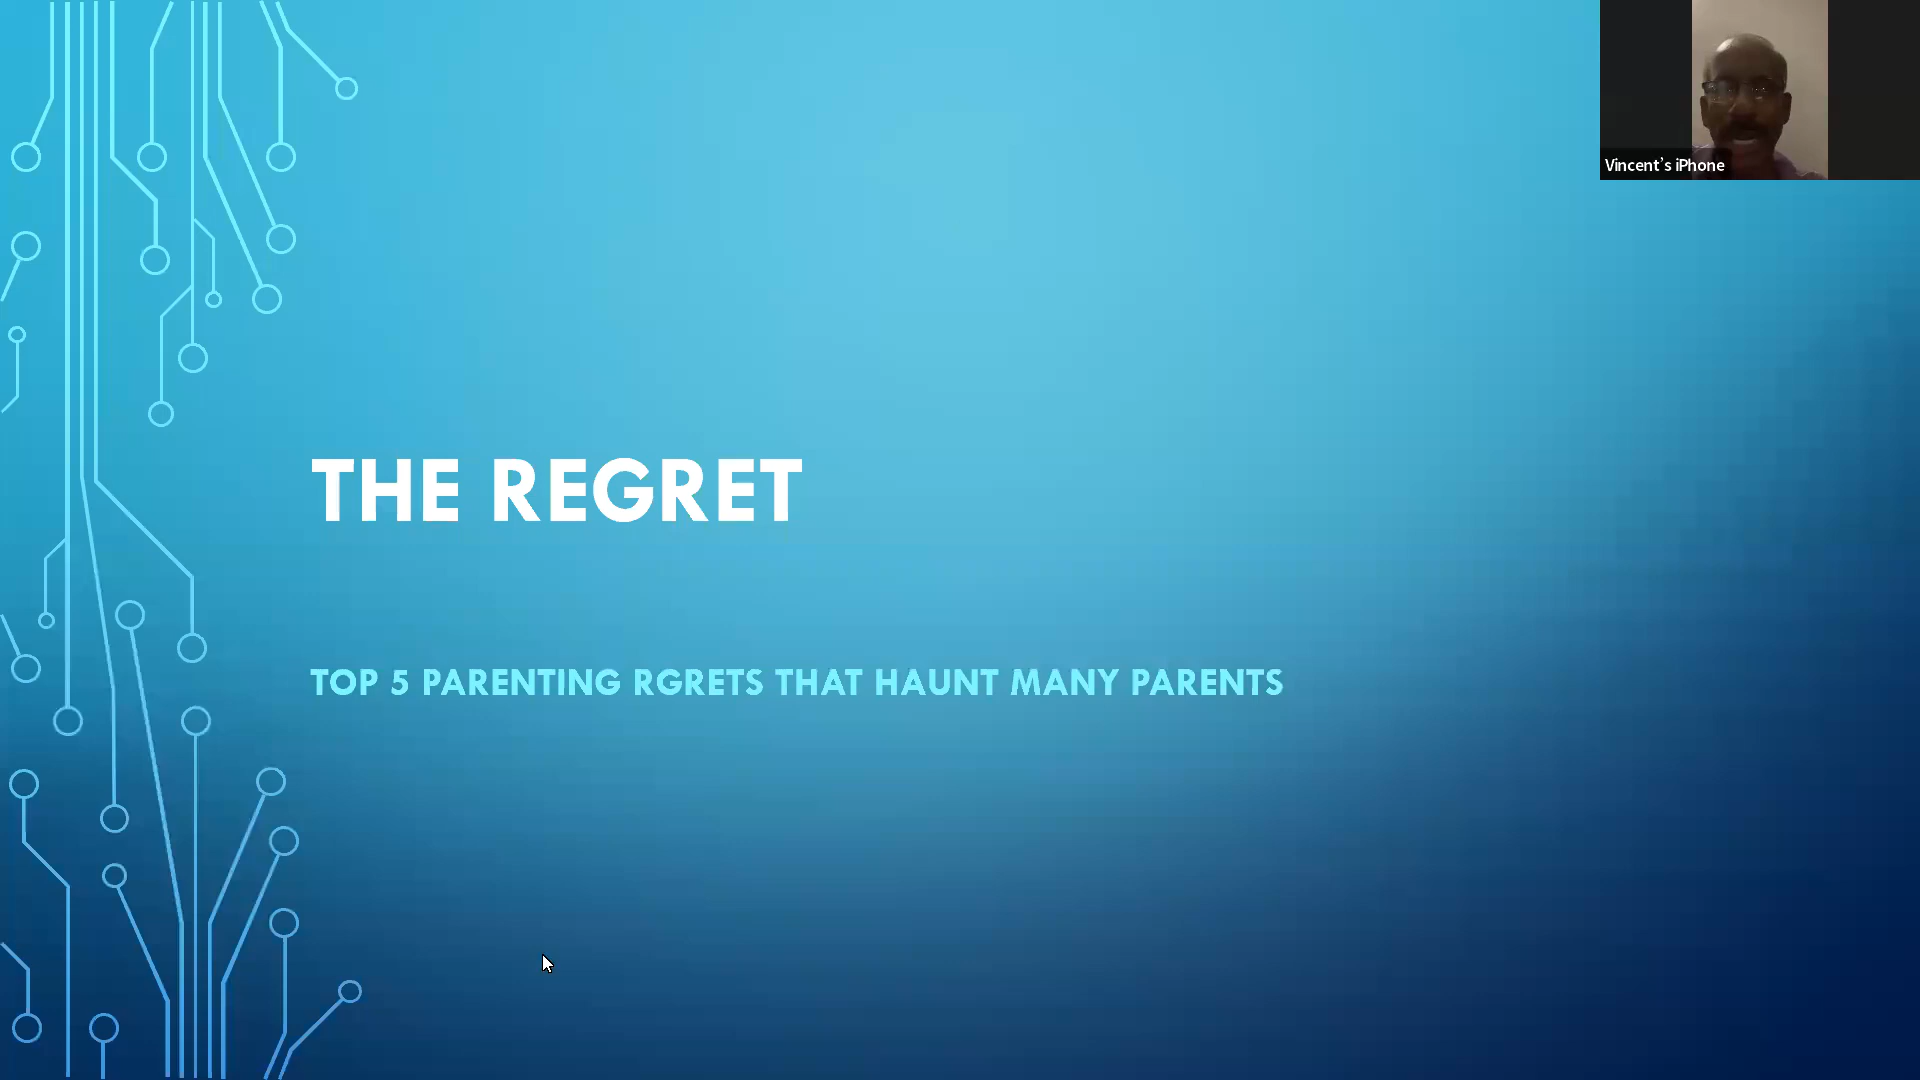 Vincent's iPhone
THE REGRET
TOP 5 PARENTING RGRETS THAT HAUNT MANY PARENTS